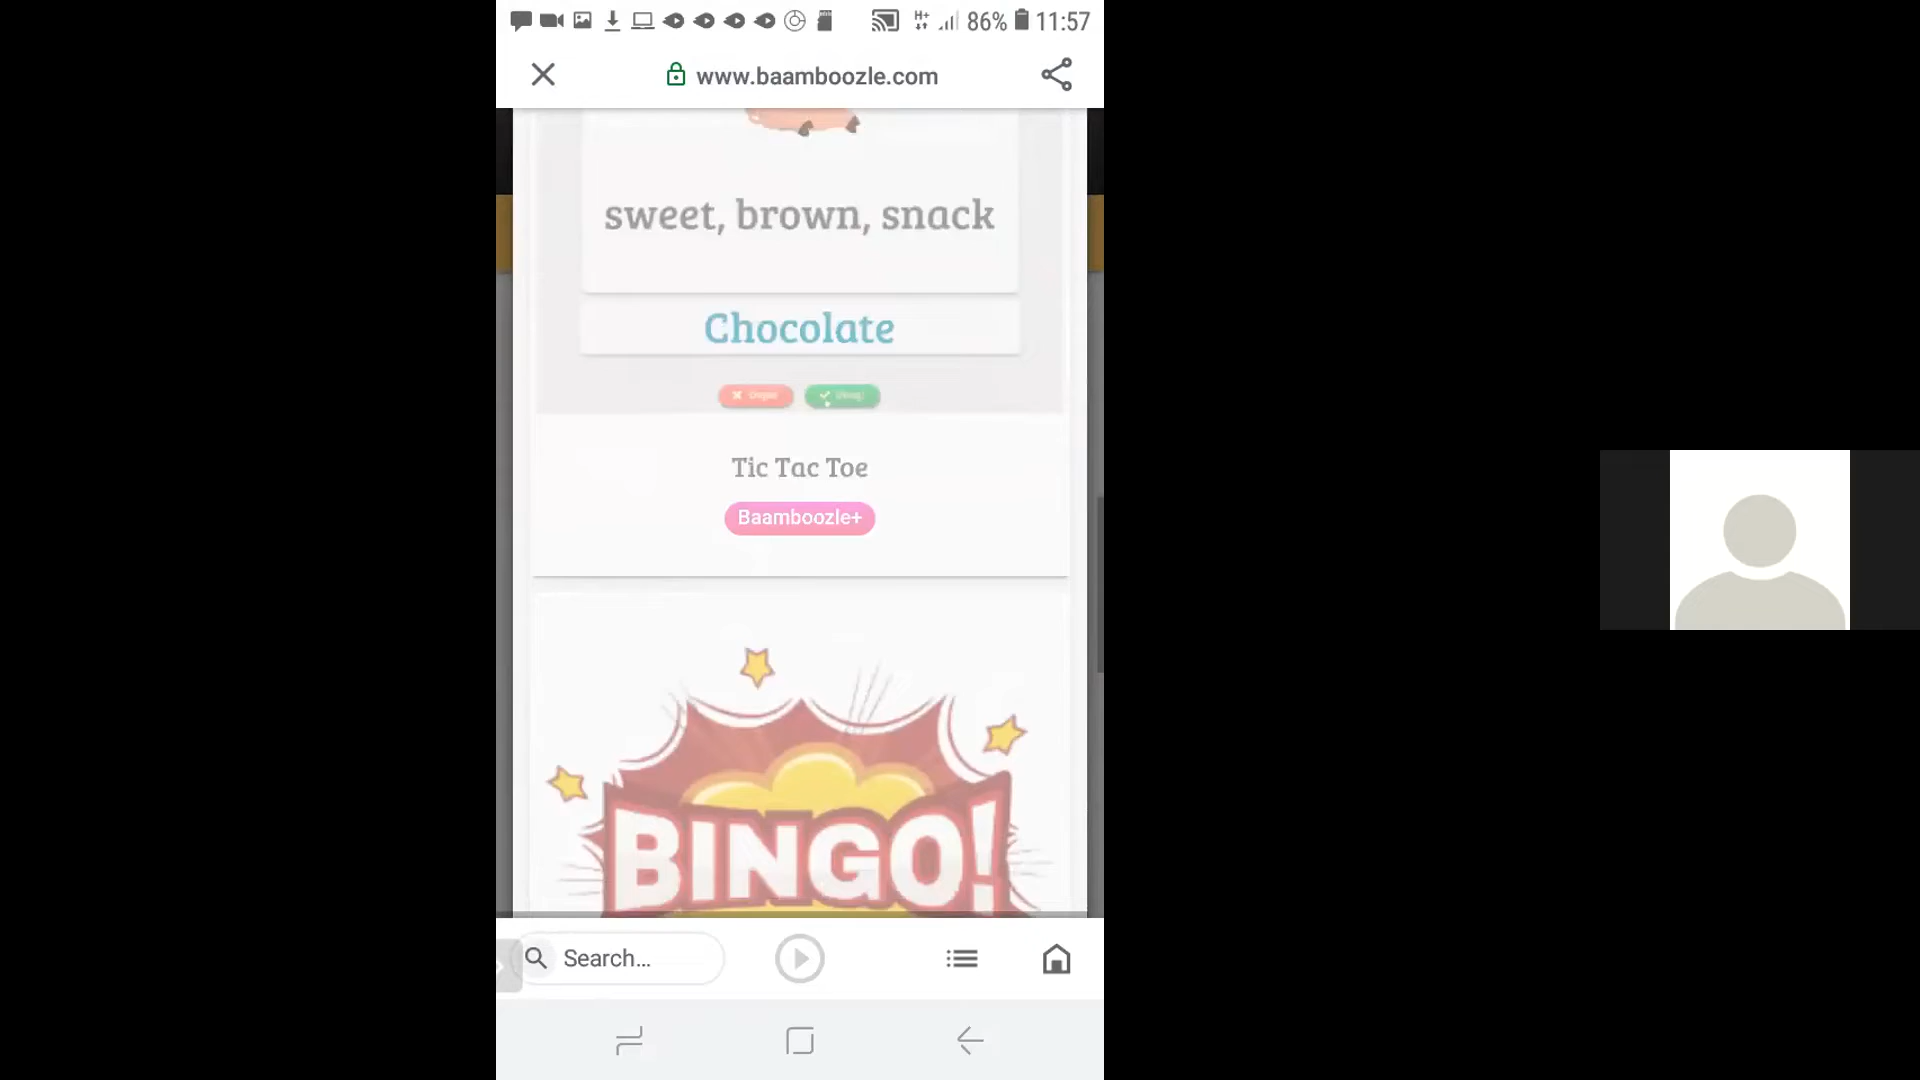 86% 11:57
www.baamboozle.com
sweet, brown, snack
Chocolate
Tic Tac Toe
Baamboozle+
BINGO!
Search...